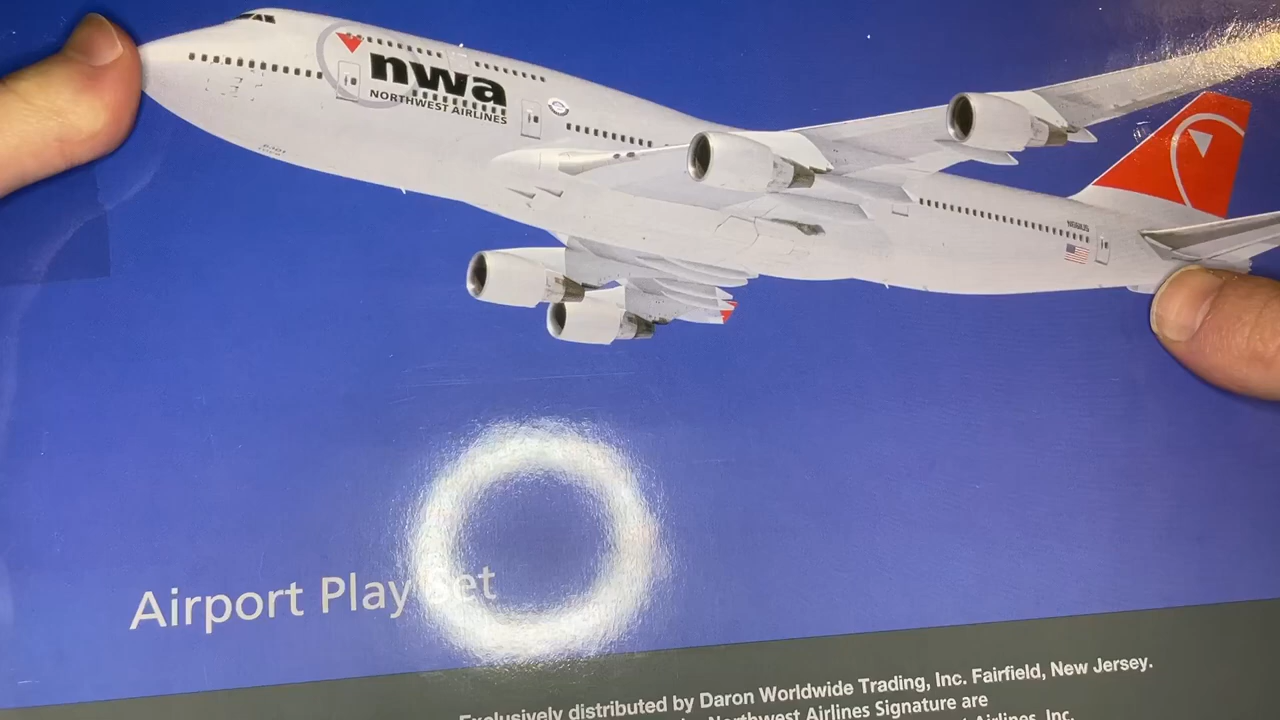 nwa
NORTHWEST AIRLINES
Airport Play Set
Exclusively distributed by Daron Worldwide Trading, Inc. Fairfield, New Jersey.
Northwest Airlines Signature are
Airlines, Inc.